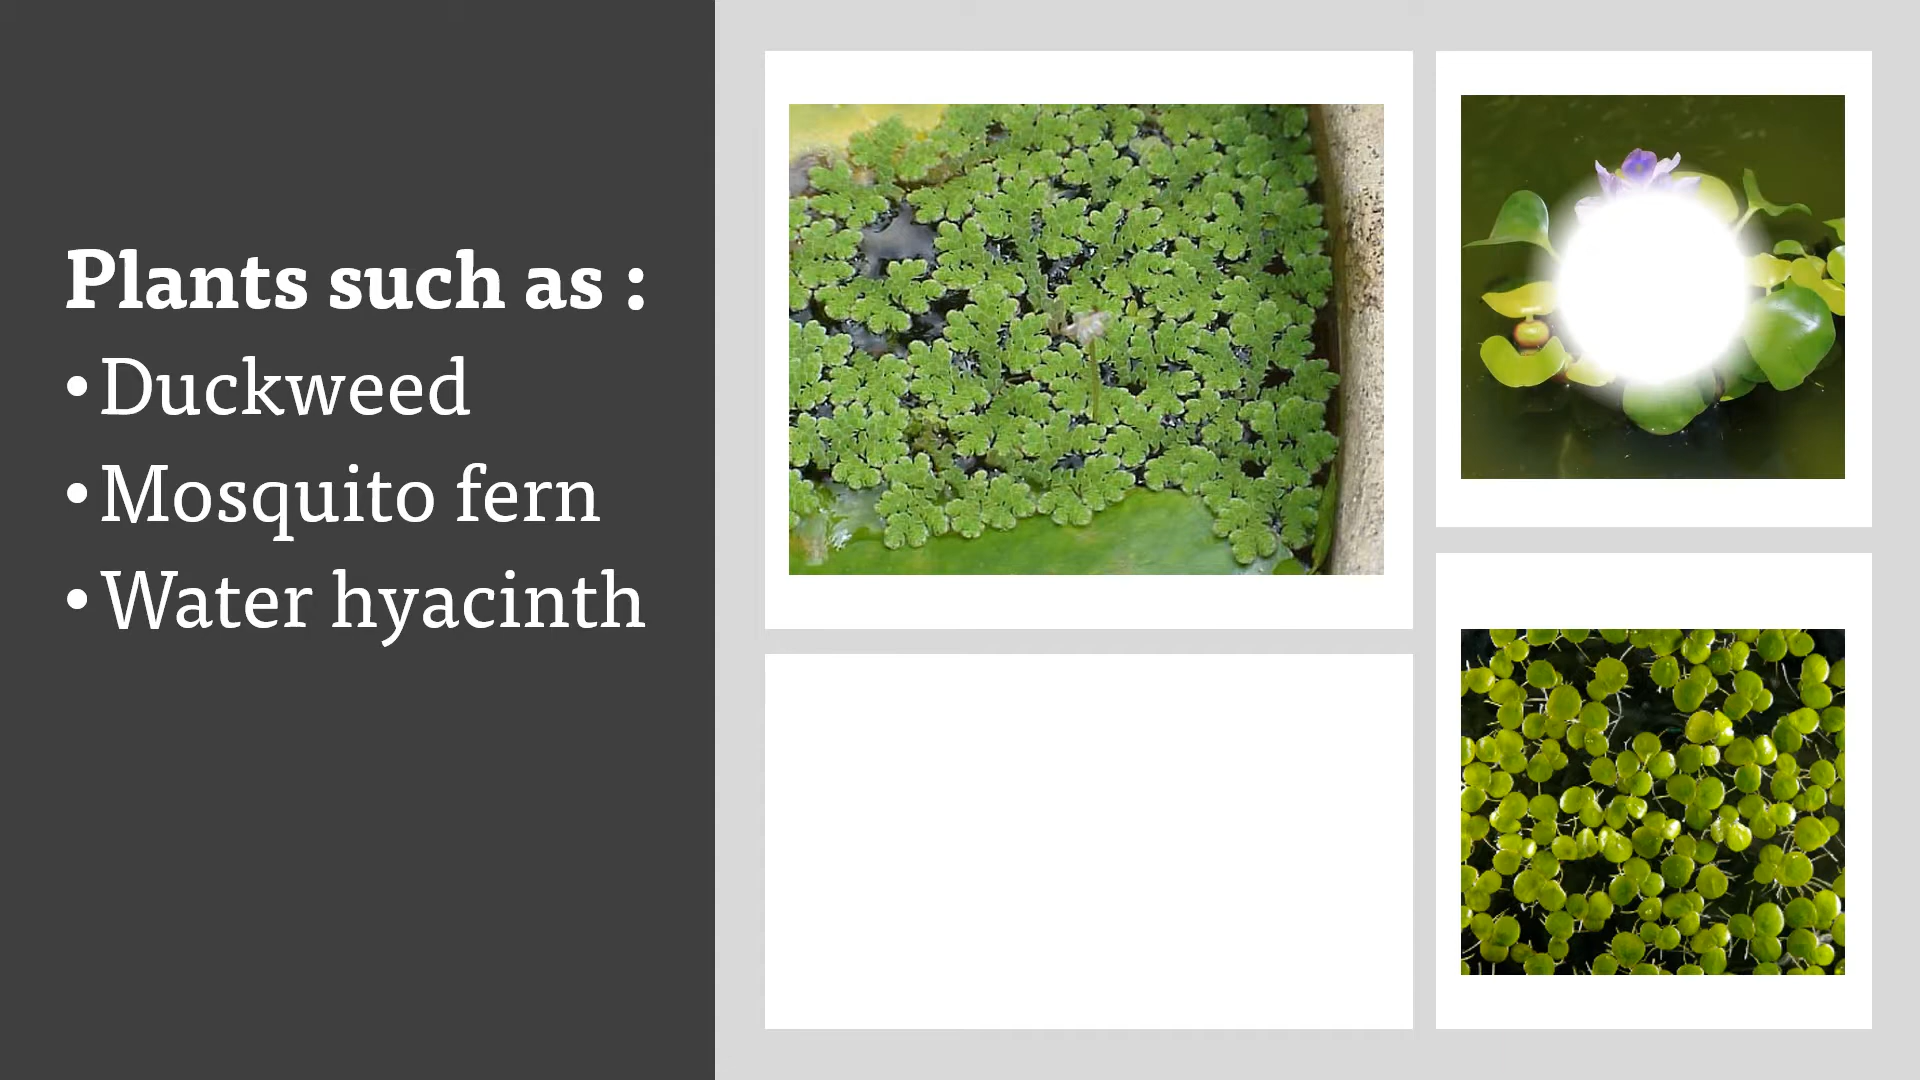 Plants such as :
• Duckweed
• Mosquito fern
• Water hyacinth